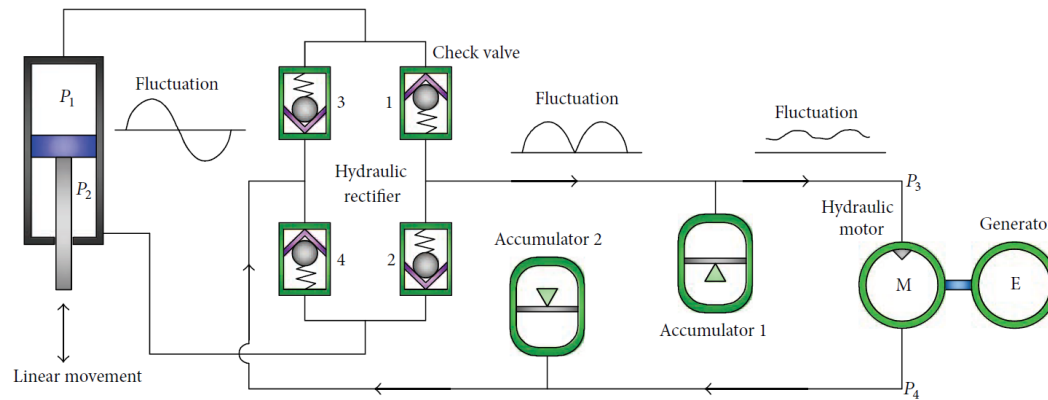 Check valve
P1
Fluctuation
3
1
Fluctuation
Fluctuation
P2
Hydraulic
rectifier
P3
Hydraulic
motor
Generator
Accumulator 2
4
2
M
E
Accumulator 1
Linear movement
P4